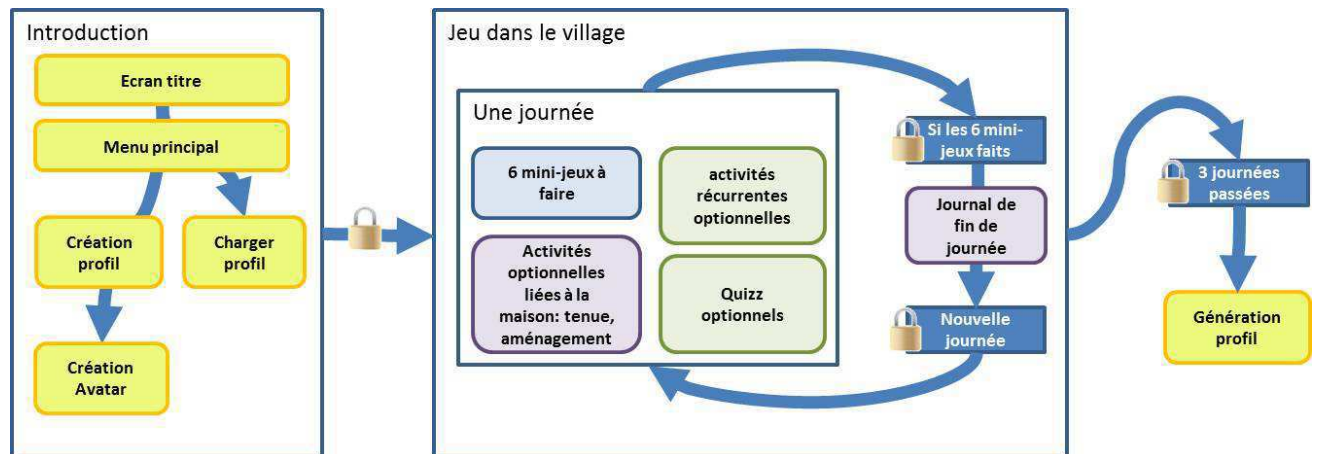 Introduction
Ecran titre
Menu principal
Création
profil
Charger
profil
Création
Avatar
Jeu dans le village
Une journée
6 mini-jeux à
faire
activités
récurrentes
optionnelles
Activités
optionnelles
liées à la
maison: tenue,
aménagement
Quizz
optionnels
Si les 6 mini-
jeux faits
Journal de
fin de
journée
Nouvelle
journée
3 journées
passées
Génération
profil